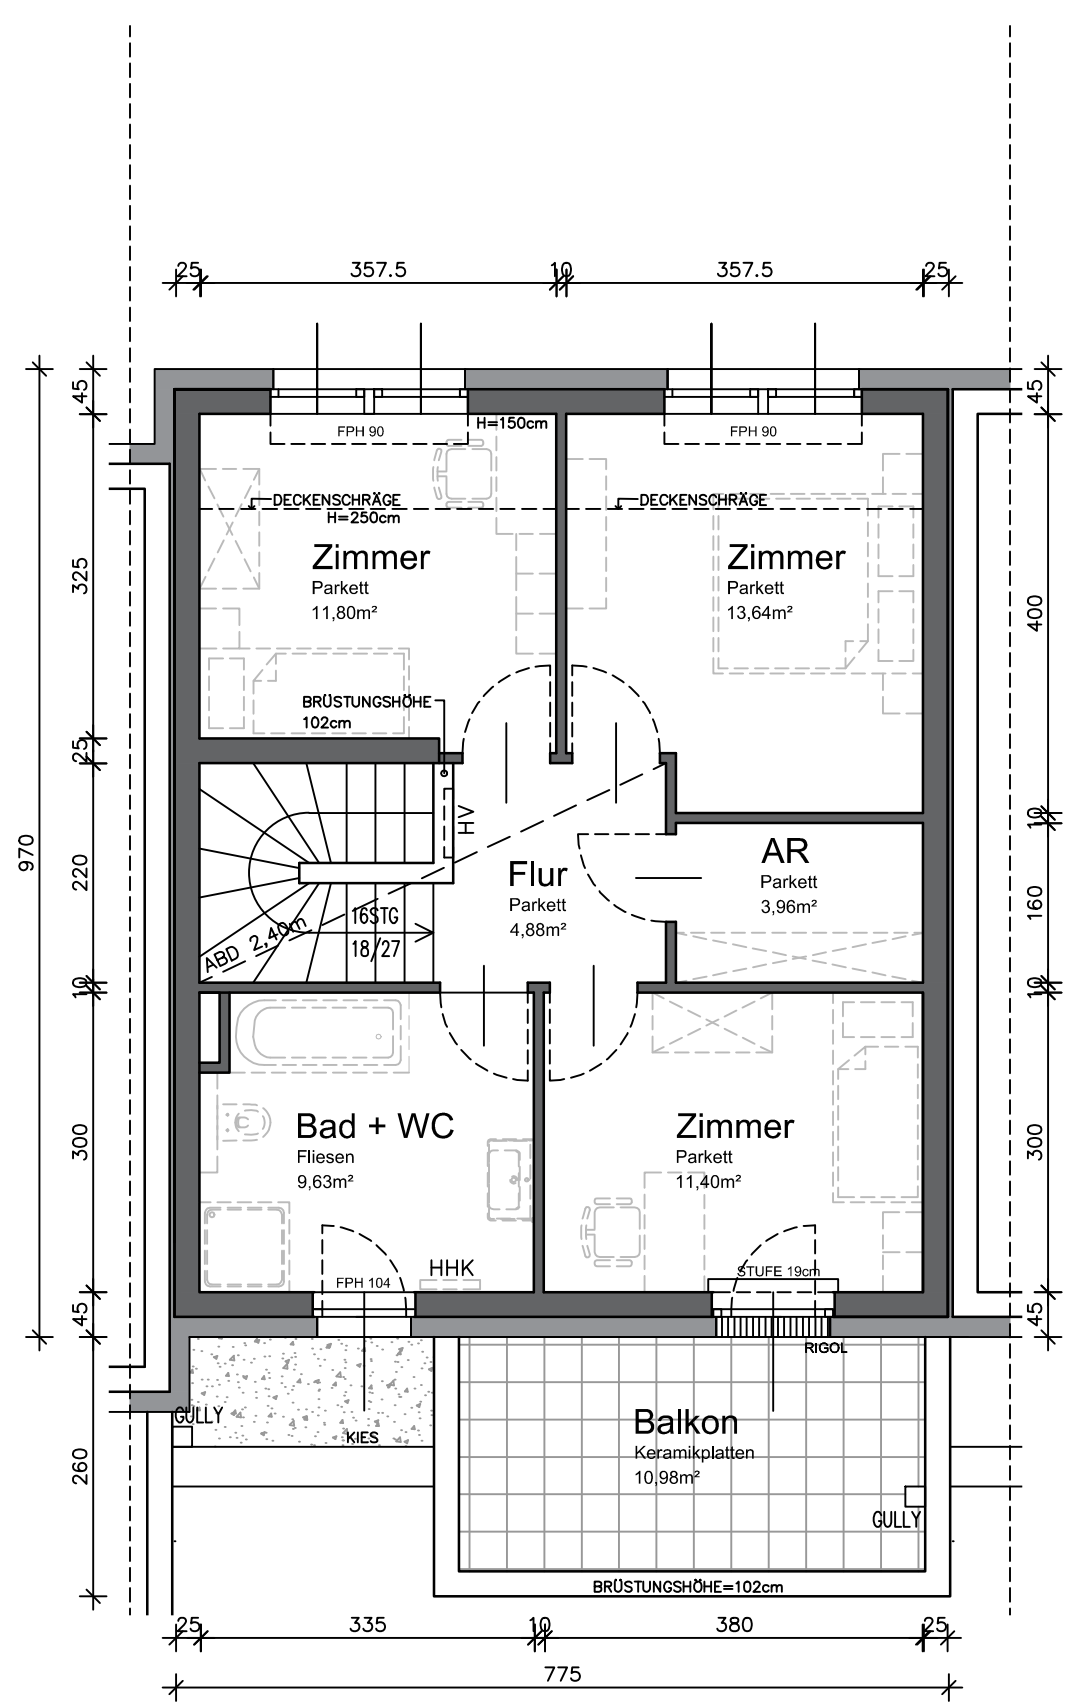 25
357.5
10
357.5
25
45
45
FPH 90
H=150cm
FPH 90
DECKENSCHRÄGE
H=250cm
DECKENSCHRÄGE
Zimmer
Parkett
11,80m²
Zimmer
Parkett
13,64m²
325
400
BRÜSTUNGSHÖHE
102cm
25
970
220
HV
10
AR
Parkett
3,96m²
Flur
Parkett
4,88m²
160
16STG
18/27
ABD 2,40m
10
10
Bad + WC
Fliesen
9,63m²
Zimmer
Parkett
11,40m²
300
300
HHK
FPH 104
STUFE 19cm
45
45
RIGOL
GULLY
KIES
Balkon
Keramikplatten
10,98m²
260
GULLY
BRÜSTUNGSHÖHE=102cm
25
335
10
380
25
775